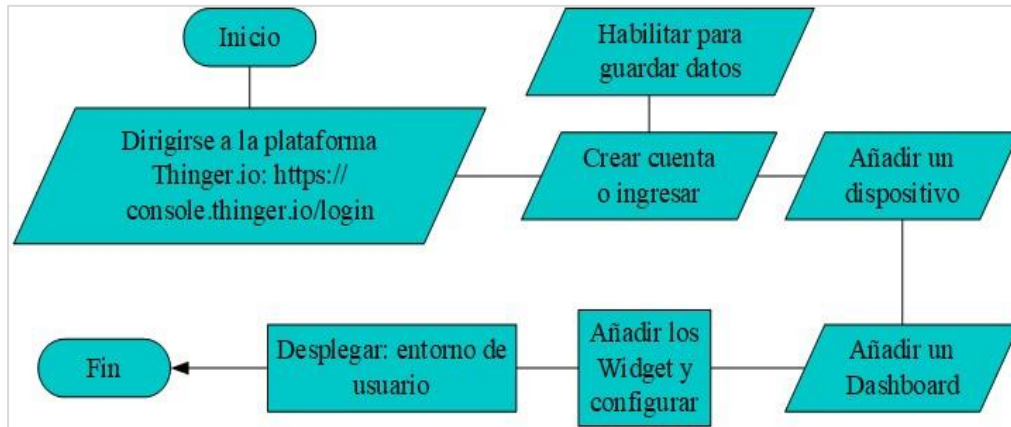 Inicio
Dirigirse a la plataforma
Thinger.io: https://
console.thinger.io/login
Habilitar para
guardar datos
Crear cuenta
o ingresar
Añadir un
dispositivo
Añadir un
Dashboard
Añadir los
Widget y
configurar
Desplegar: entorno de
usuario
Fin